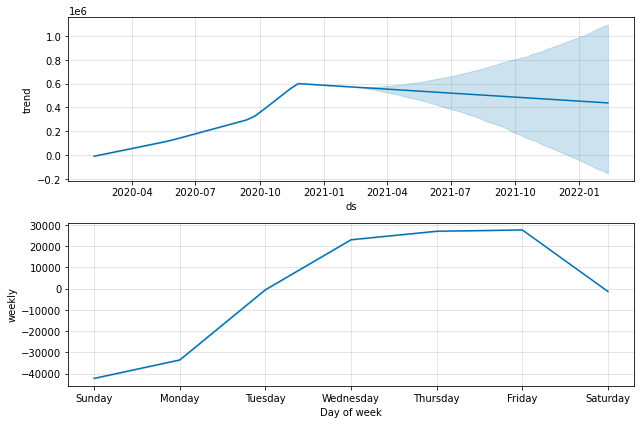 1e6
1.0
0.8
0.6
0.4
0.2
0.0
−0.2
trend
2020-04 2020-07 2020-10 2021-01 2021-04 2021-07 2021-10 2022-01
ds
30000
20000
10000
0
−10000
−20000
−30000
−40000
weekly
Sunday Monday Tuesday Wednesday Thursday Friday Saturday
Day of week